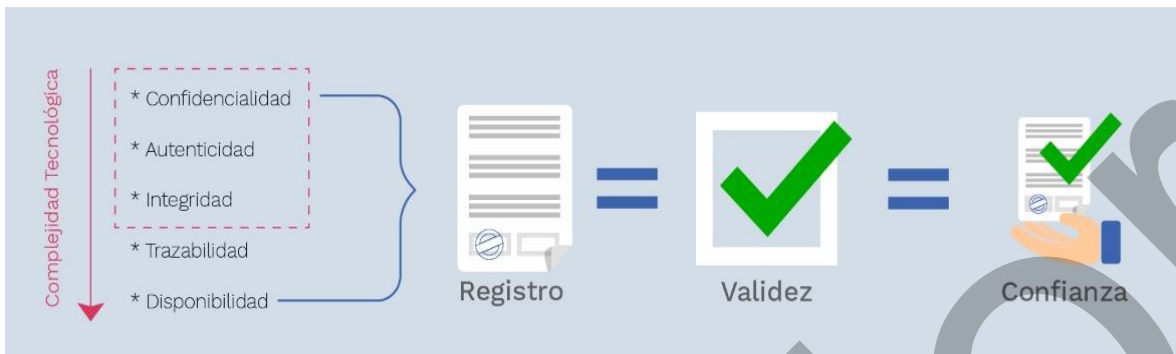 Complejidad Tecnológica
* Confidencialidad
* Autenticidad
* Integridad
* Trazabilidad
* Disponibilidad
Registro
Validez
Confianza